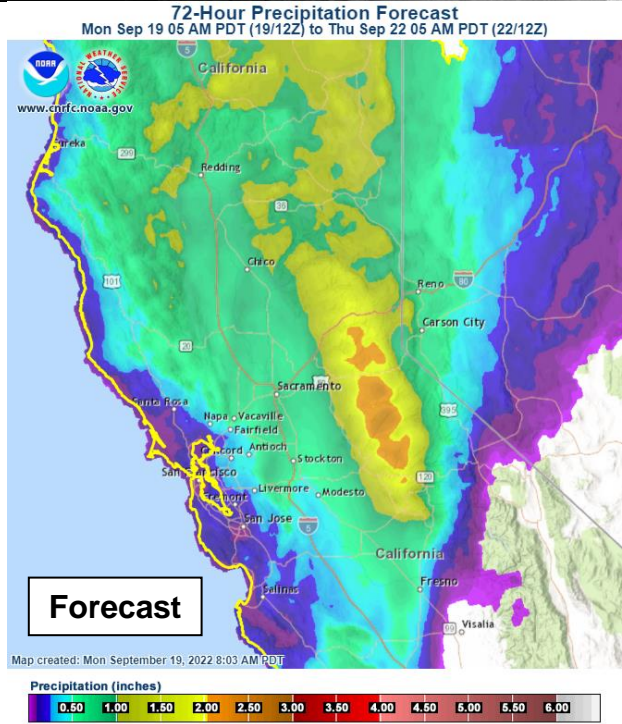 72-Hour Precipitation Forecast
Mon Sep 19 05 AM PDT (19/12Z) to Thu Sep 22 05 AM PDT (22/12Z)
5
California
NOAA
NATIONAL WEATHER SERVICE
www.cnrfc.noaa.gov
Eureka
299
Redding
36
Chico
101
Reno
80
Carson City
20
Sacramento
395
Santa Rosa
Napa
Vacaville
Fairfield
Concord
Antioch
Stockton
San Francisco
120
Livermore
Modesto
Fremont
San Jose
5
California
Fresno
Salinas
Forecast
99
Visalia
Map created: Mon September 19, 2022 8:03 AM PDT
Precipitation (inches)
0.50 1.00 1.50 2.00 2.50 3.00 3.50 4.00 4.50 5.00 5.50 6.00